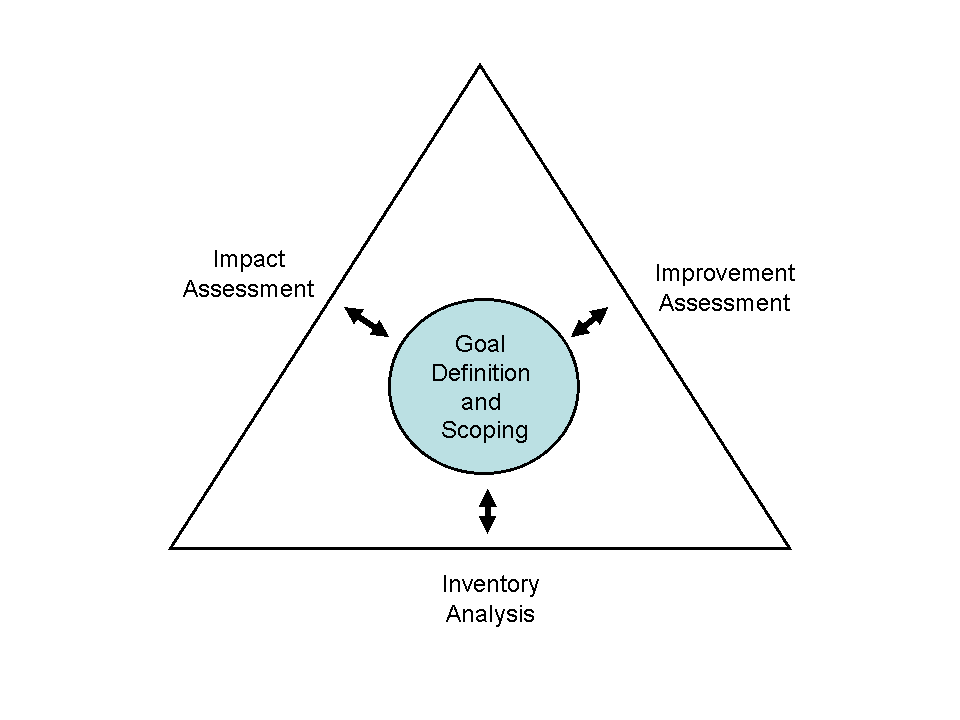 Impact
Assessment
Improvement
Assessment
Goal
Definition
and
Scoping
Inventory
Analysis